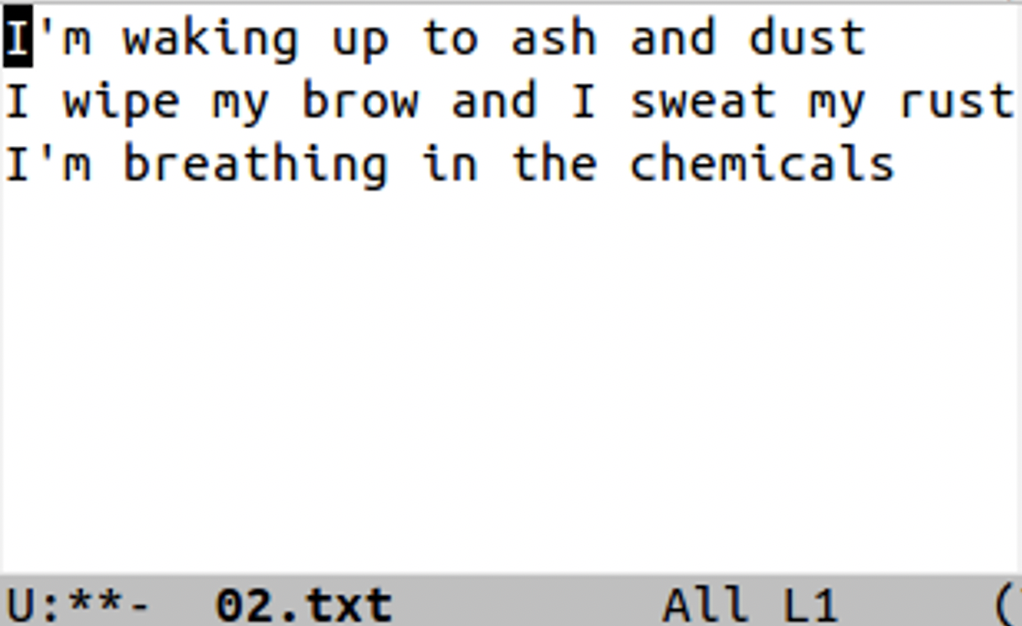 I'm waking up to ash and dust
I wipe my brow and I sweat my rust
I'm breathing in the chemicals
U:**-  02.txt  All L1  (